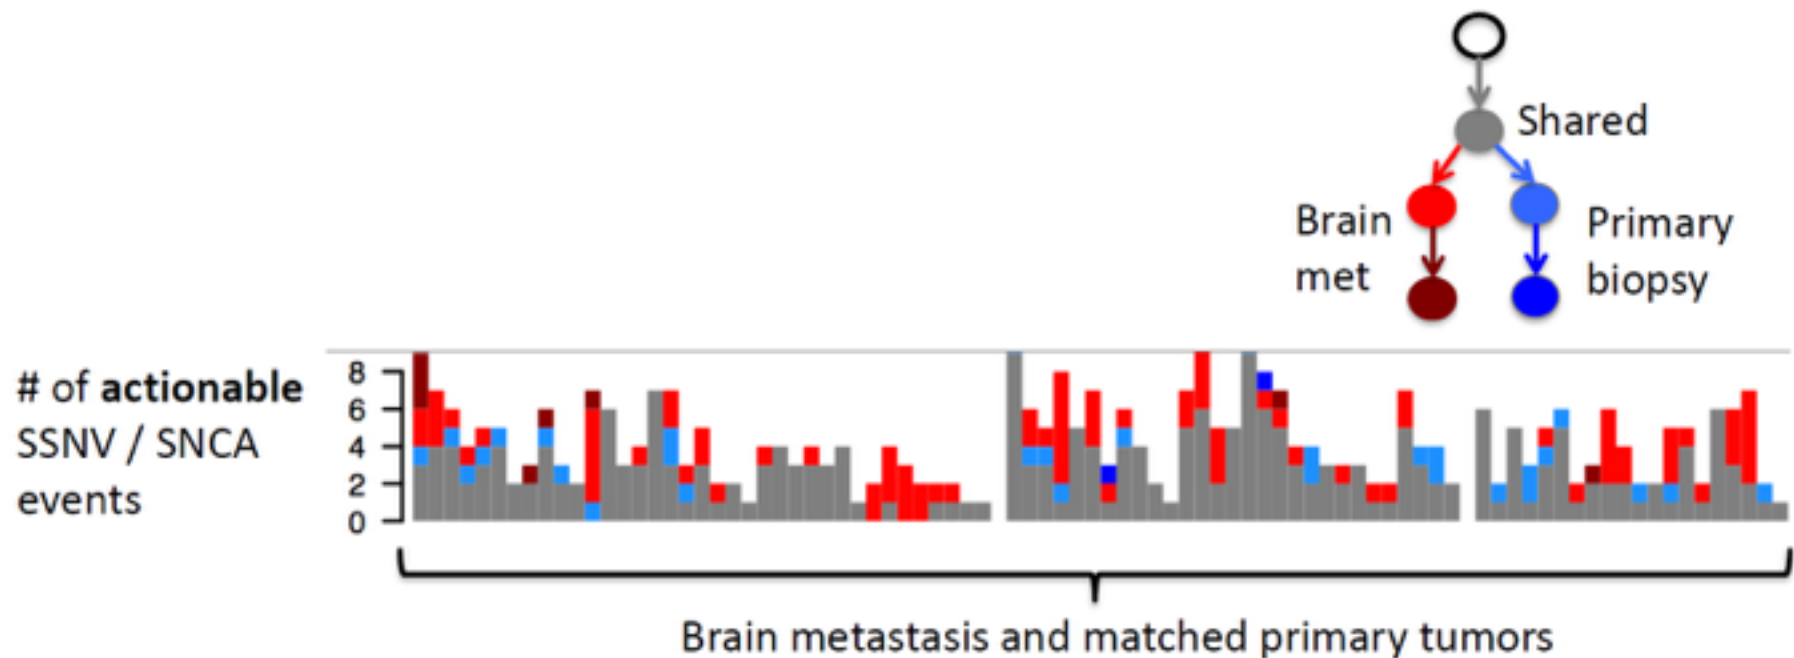 Shared
Brain
met
Primary
biopsy
# of actionable
SSNV / SNCA
events
8
6
4
2
0
Brain metastasis and matched primary tumors